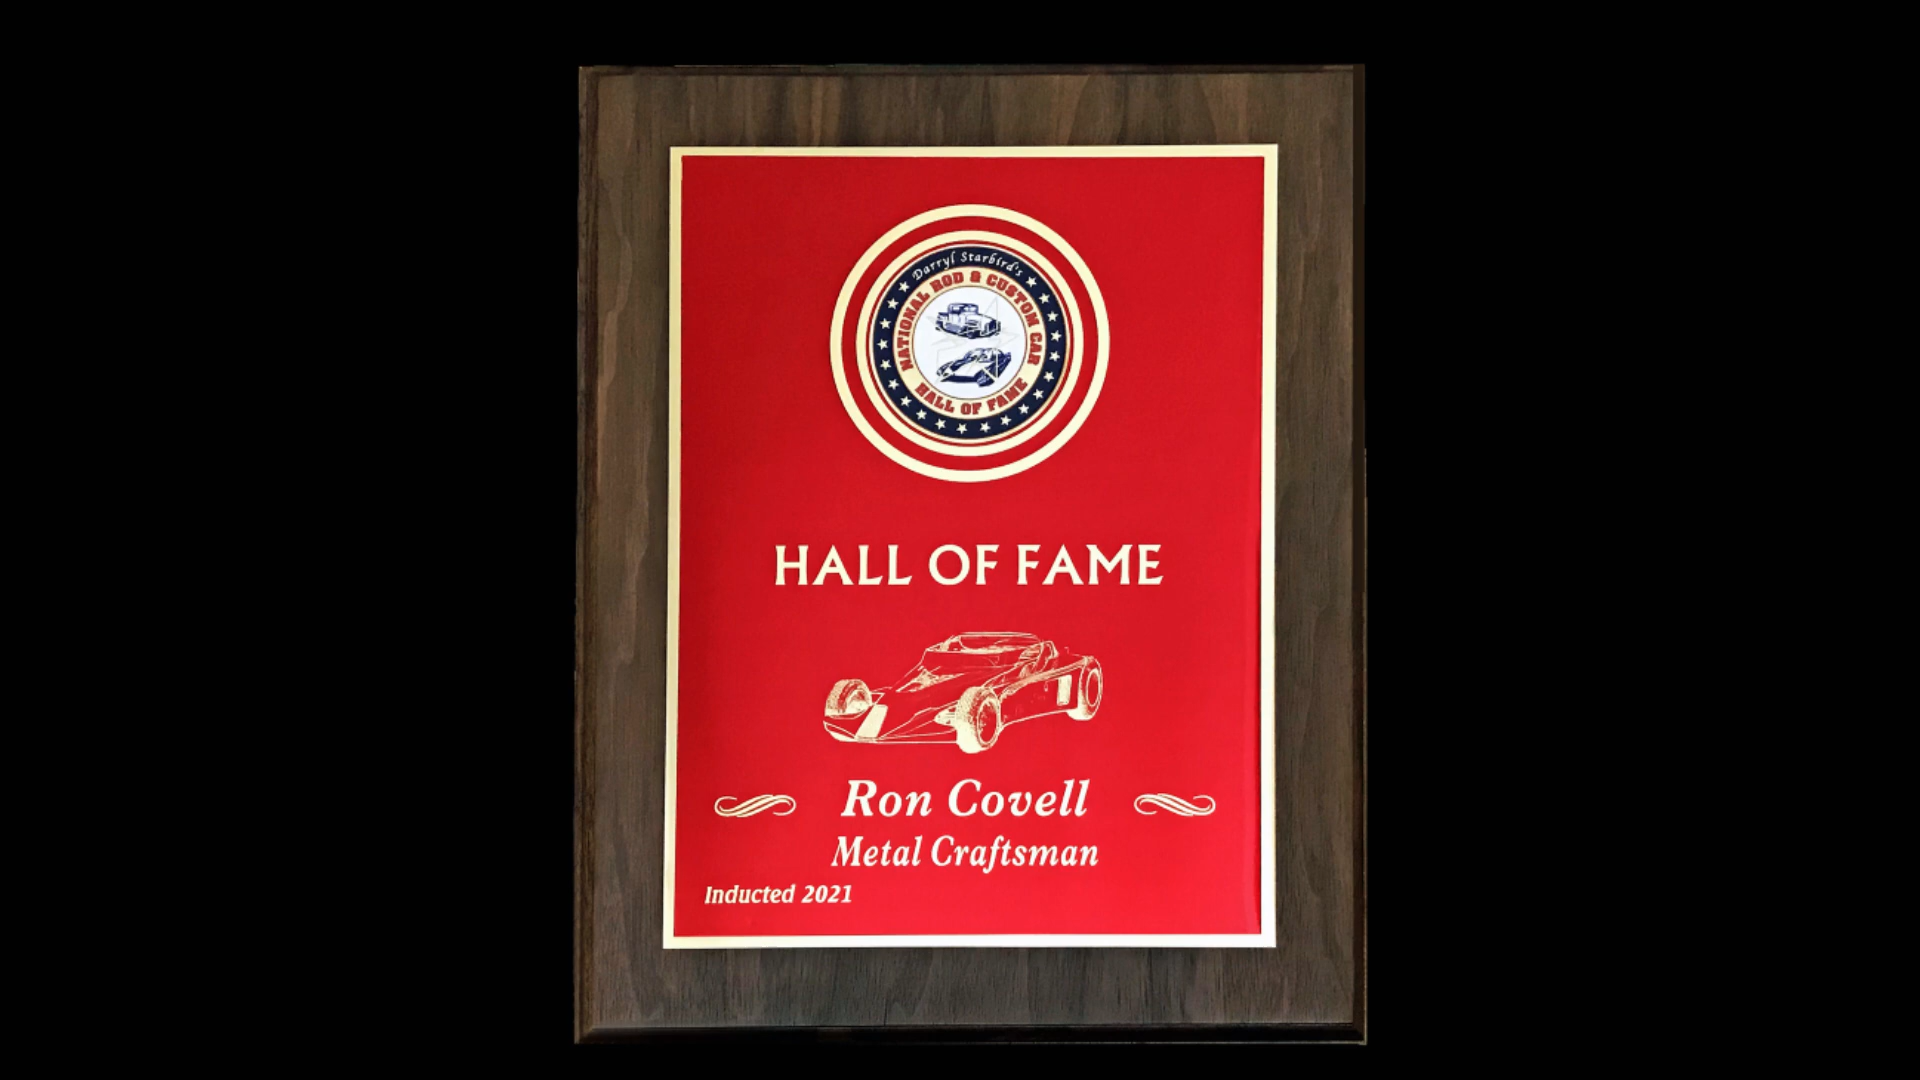 Darryl Starbird's
NATIONAL ROD & CUSTOM CAR
HALL OF FAME
HALL OF FAME
Ron Covell
Metal Craftsman
Inducted 2021